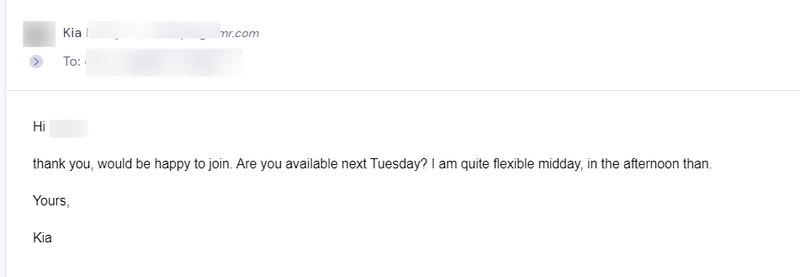 Kia
mr.com
To:
Hi
thank you, would be happy to join. Are you available next Tuesday? I am quite flexible midday, in the afternoon than.
Yours,
Kia